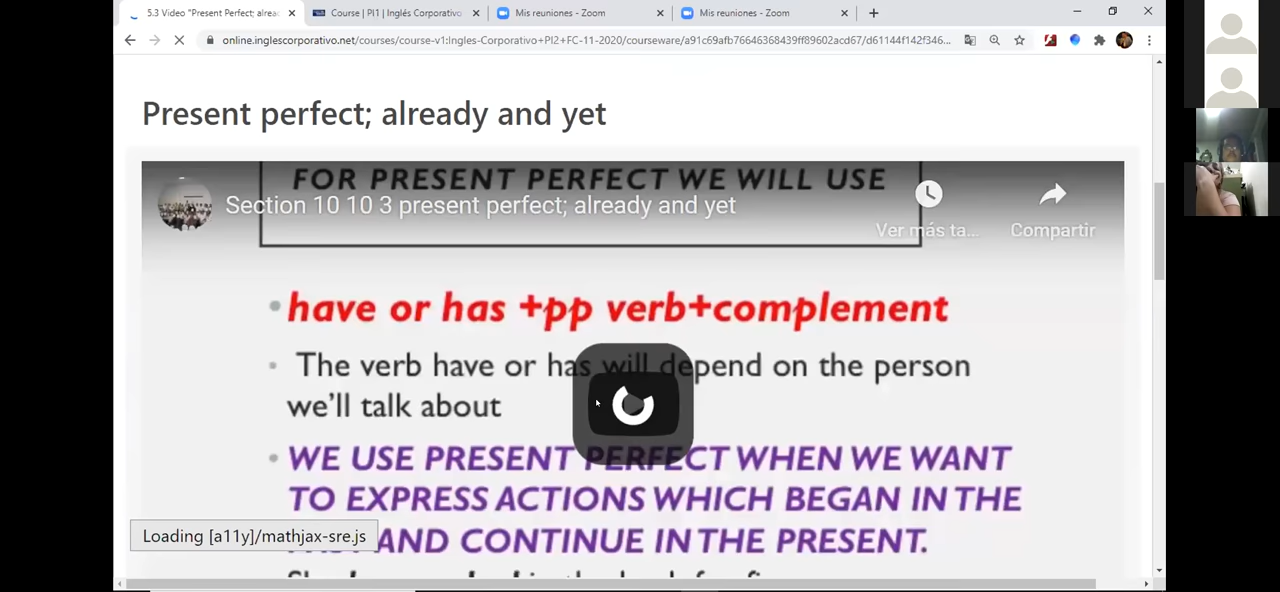 5.3 Video "Present Perfect; alrea
Course | PI1 | Inglés Corporativo
Mis reuniones - Zoom
Mis reuniones - Zoom
online.inglescorporativo.net/courses/course-v1:Ingles-Corporativo+PI2+FC-11-2020/courseware/a91c69afb76646368439ff89602acd67/d61144f142f346...
Present perfect; already and yet
FOR PRESENT PERFECT WE WILL USE
Section 10 10 3 present perfect; already and yet
Ver más ta...
Compartir
have or has +pp verb+complement
The verb have or has will depend on the person
we'll talk about
WE USE PRESENT PERFECT WHEN WE WANT
TO EXPRESS ACTIONS WHICH BEGAN IN THE
AND CONTINUE IN THE PRESENT.
Loading [a11y]/mathjax-sre.js